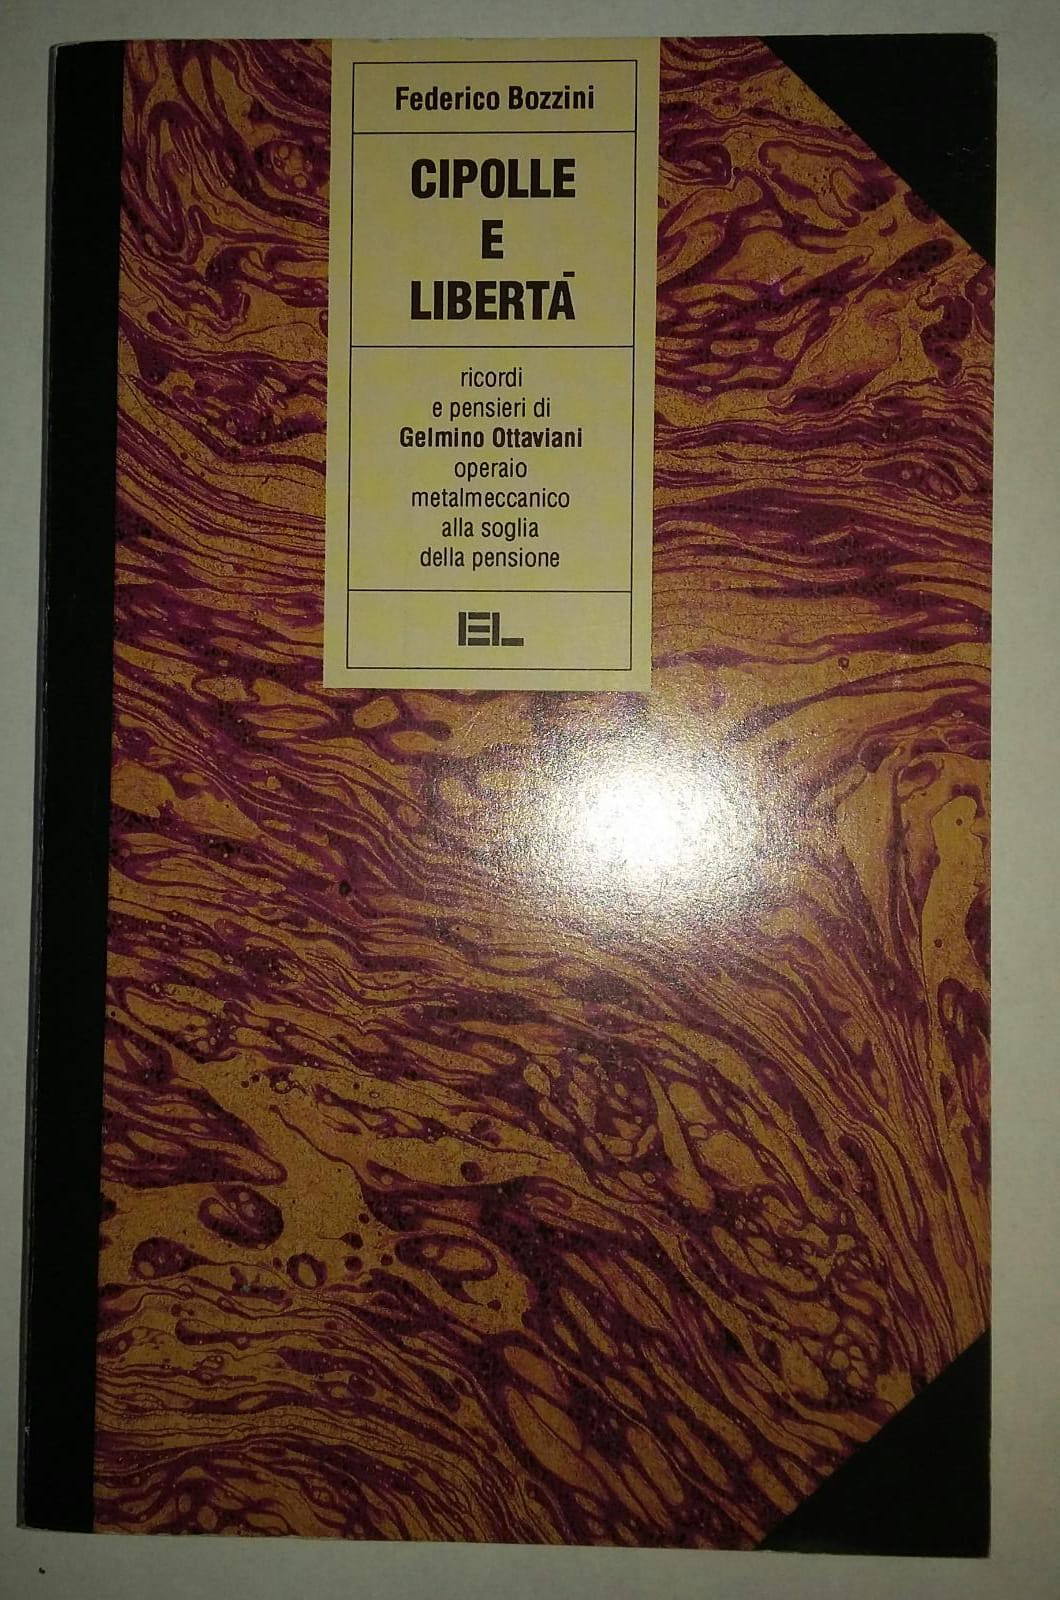 Federico Bozzini
CIPOLLE
E
LIBERTĀ
ricordi
e pensieri di
Gelmino Ottaviani
operaio
metalmeccanico
alla soglia
della pensione
EL